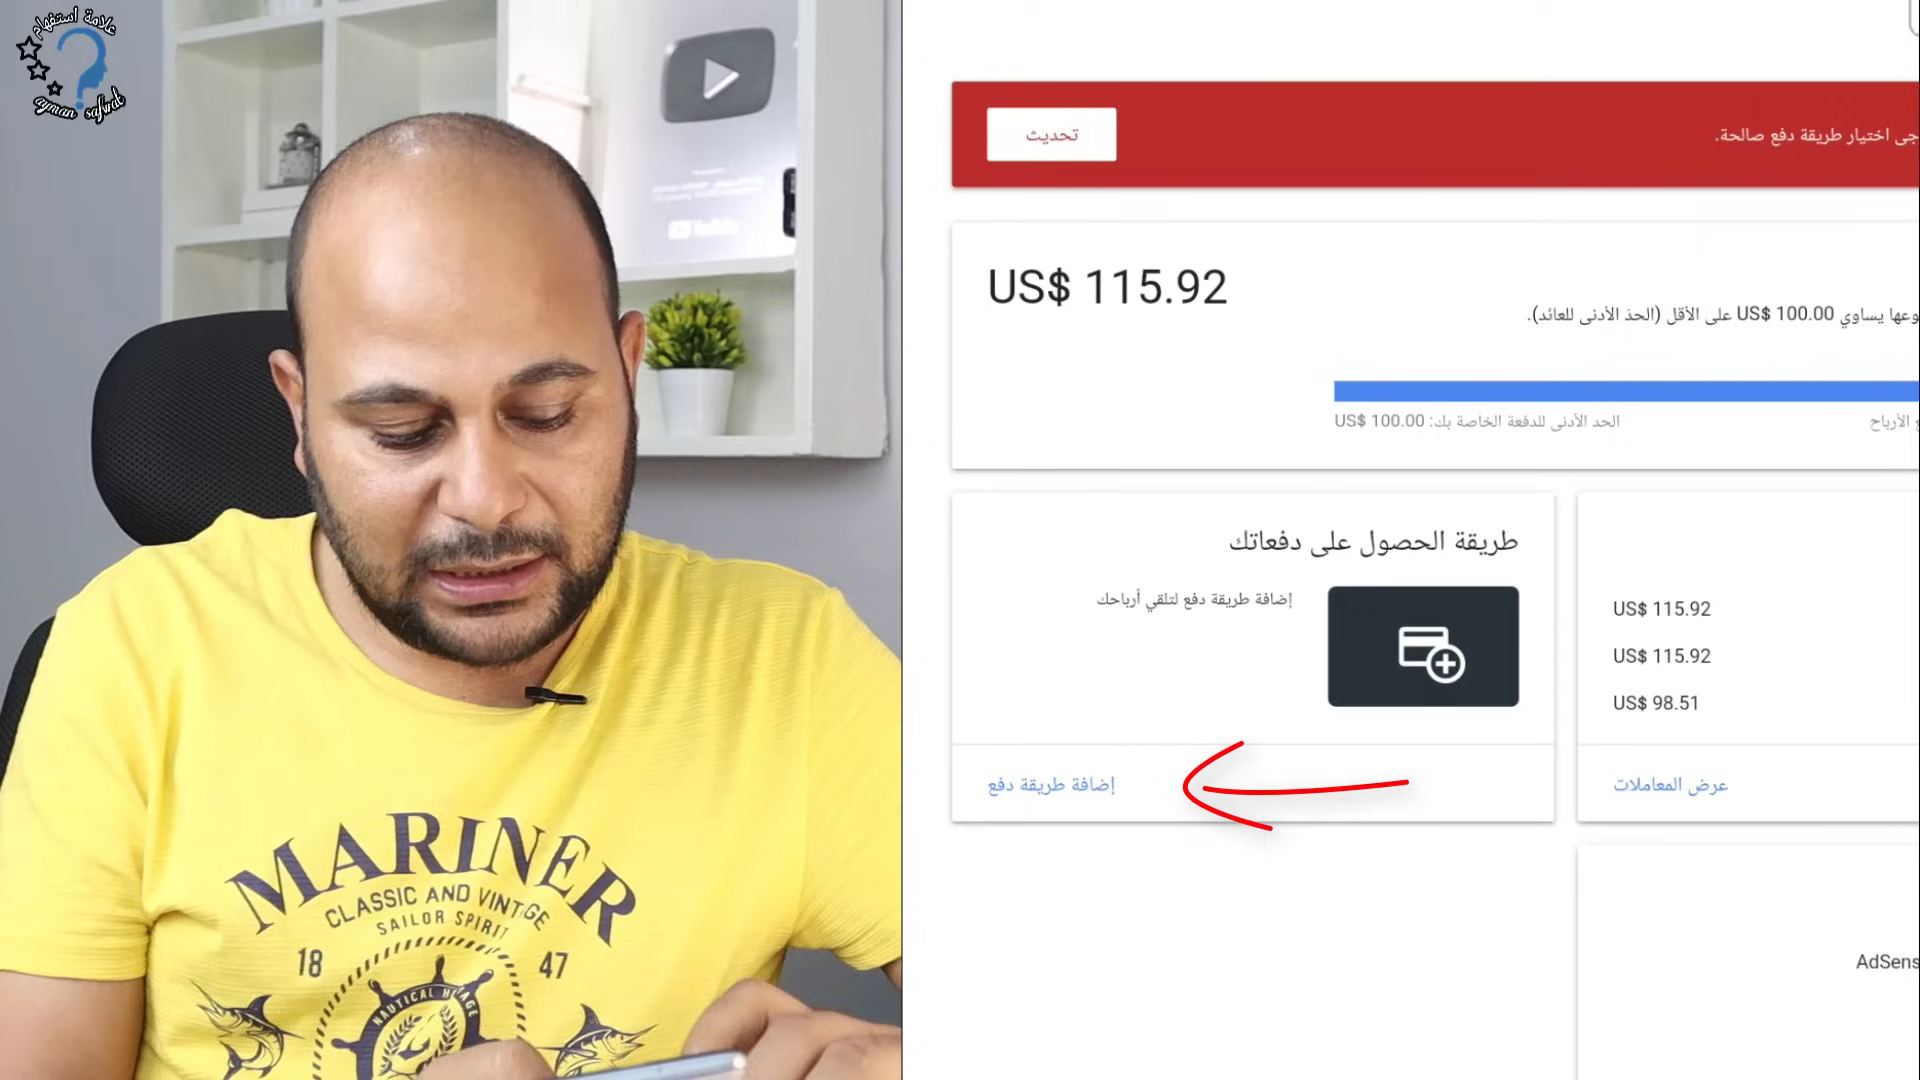 علامة استفهام
ayman safwat
MARINER
CLASSIC AND VINTAGE
SAILOR SPIRIT
18 47
NAUTICAL
تحديث
اختيار طريقة دفع صالحة.
US$ 115.92
يساوي US$ 100.00 على الأقل (الحد الأدنى للعائد).
الحد الأدنى للدفعة الخاصة بك: US$ 100.00
الأرباح
طريقة الحصول على دفعاتك
إضافة طريقة دفع لتلقي أرباحك
إضافة طريقة دفع
US$ 115.92
US$ 115.92
US$ 98.51
عرض المعاملات
AdSens